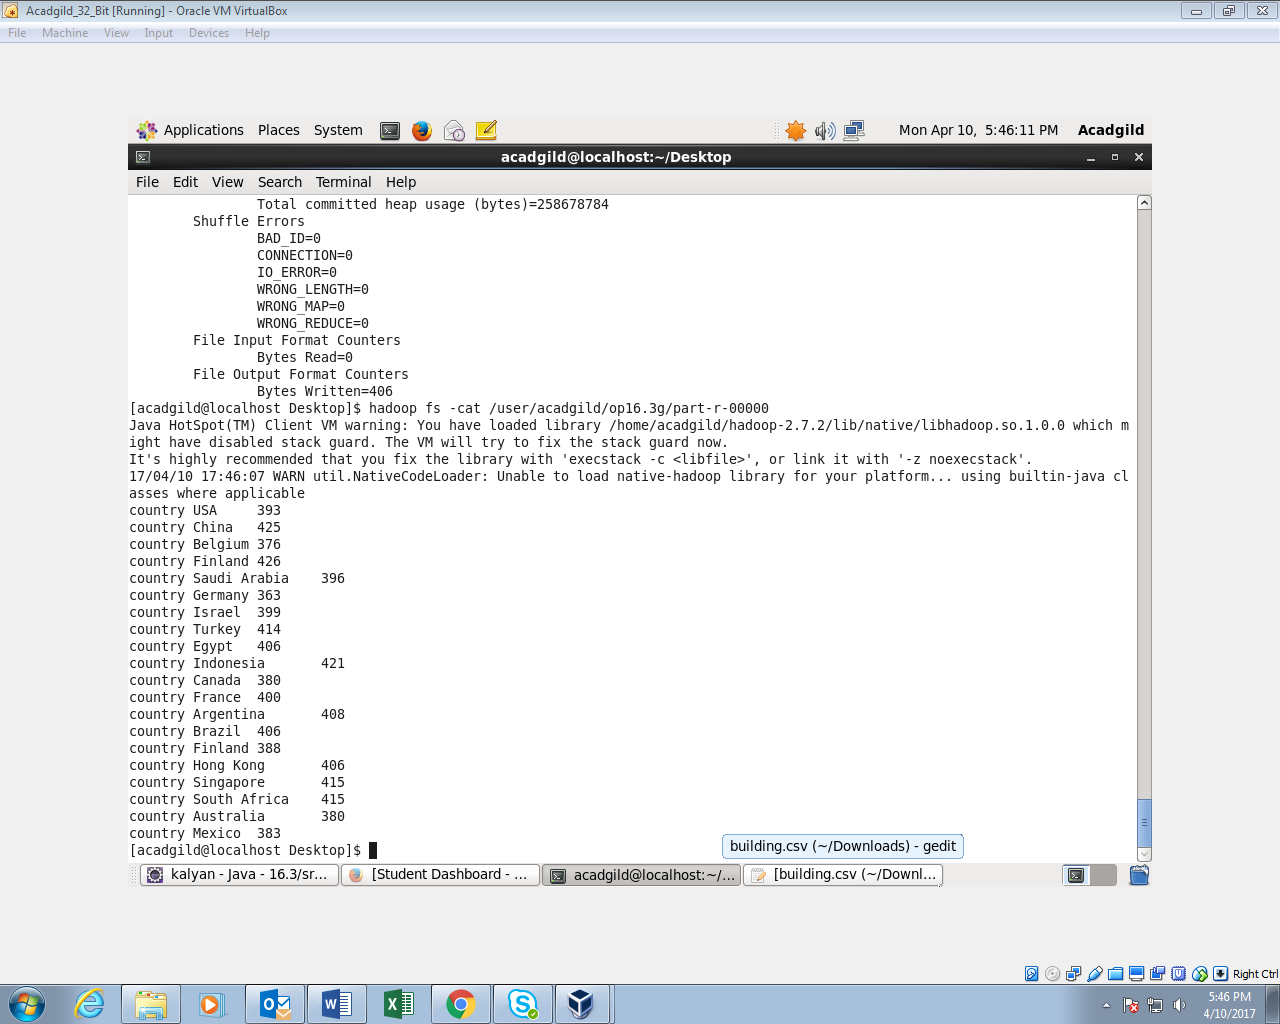 Acadgild_32_Bit [Running] - Oracle VM VirtualBox
File Machine View Input Devices Help
Applications Places System Mon Apr 10, 5:46:11 PM Acadgild
acadgild@localhost:~/Desktop
File Edit View Search Terminal Help
Total committed heap usage (bytes)=258678784
Shuffle Errors
BAD_ID=0
CONNECTION=0
IO_ERROR=0
WRONG_LENGTH=0
WRONG_MAP=0
WRONG_REDUCE=0
File Input Format Counters
Bytes Read=0
File Output Format Counters
Bytes Written=406
[acadgild@localhost Desktop]$ hadoop fs -cat /user/acadgild/op16.3g/part-r-00000
Java HotSpot(TM) Client VM warning: You have loaded library /home/acadgild/hadoop-2.7.2/lib/native/libhadoop.so.1.0.0 which m
ight have disabled stack guard. The VM will try to fix the stack guard now.
It's highly recommended that you fix the library with 'execstack -c <libfile>', or link it with '-z noexecstack'.
17/04/10 17:46:07 WARN util.NativeCodeLoader: Unable to load native-hadoop library for your platform... using builtin-java cl
asses where applicable
country USA 393
country China 425
country Belgium 376
country Finland 426
country Saudi Arabia 396
country Germany 363
country Israel 399
country Turkey 414
country Egypt 406
country Indonesia 421
country Canada 380
country France 400
country Argentina 408
country Brazil 406
country Finland 388
country Hong Kong 406
country Singapore 415
country South Africa 415
country Australia 380
country Mexico 383
[acadgild@localhost Desktop]$
building.csv (~/Downloads) - gedit
kalyan - Java - 16.3/sr... [Student Dashboard - ... acadgild@localhost:~/... [building.csv (~/Downl...
Right Ctrl
5:46 PM
4/10/2017